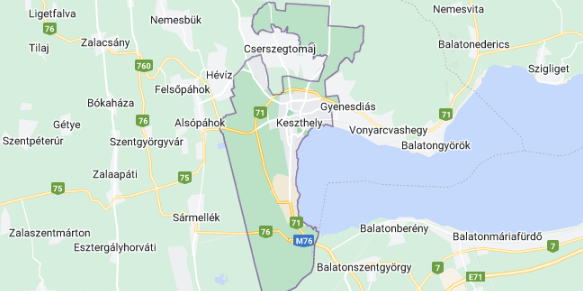 Ligetfalva
Nemesbük
Nemesvita
76
Tilaj
Zalacsány
Cserszegtomaj
Balatonederics
760
Hévíz
Szigliget
Felsőpáhok
Bókaháza
Gyenesdiás
71
71
Gétye
76
Alsópáhok
Keszthely
Vonyarcvashegy
Szentpéterúr
Szentgyörgyvár
Balatongyörök
Zalaapáti
75
75
Sármellék
71
Zalaszentmárton
76
M76
Balatonberény
Balatonmáriafürdő
Esztergályhorváti
7
Balatonszentgyörgy
7
E71